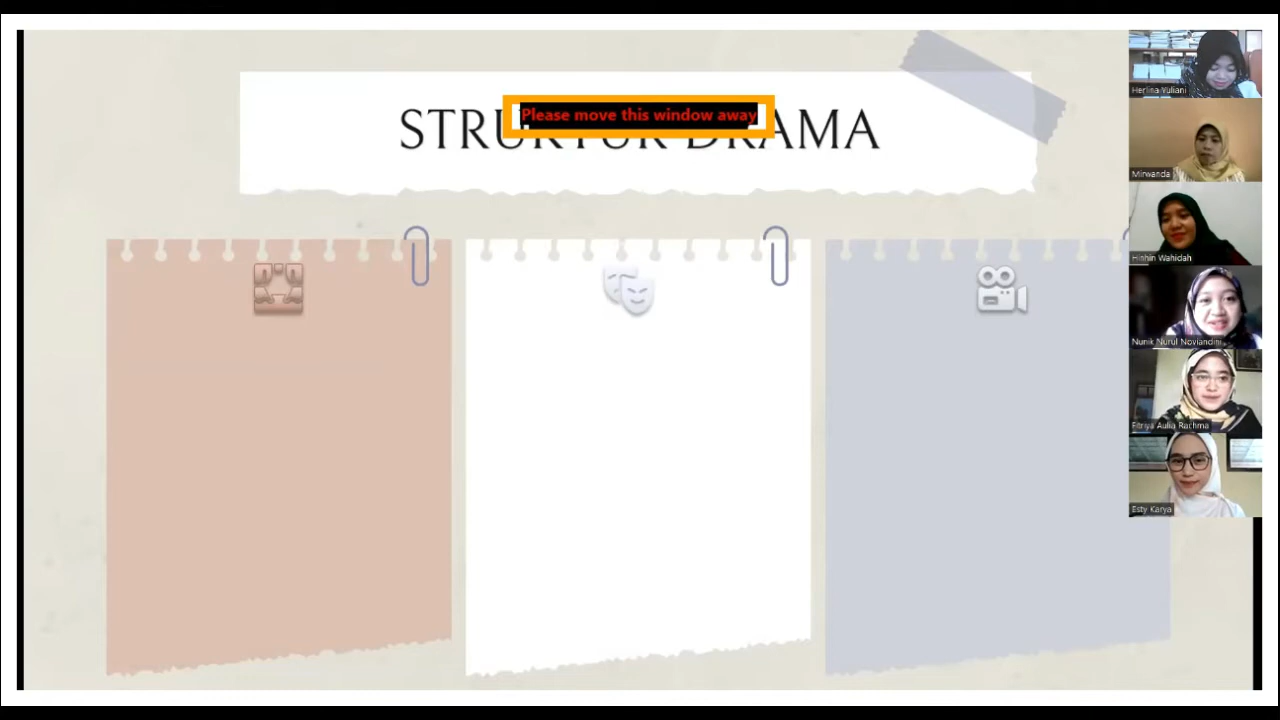 STRUKTUR DRAMA
Please move this window away
Herlina Yuliani
Mirwanda
Hinhin Wahidah
Nunik Nurul Noviandini
Fitriya Aulia Rachma
Esty Karya